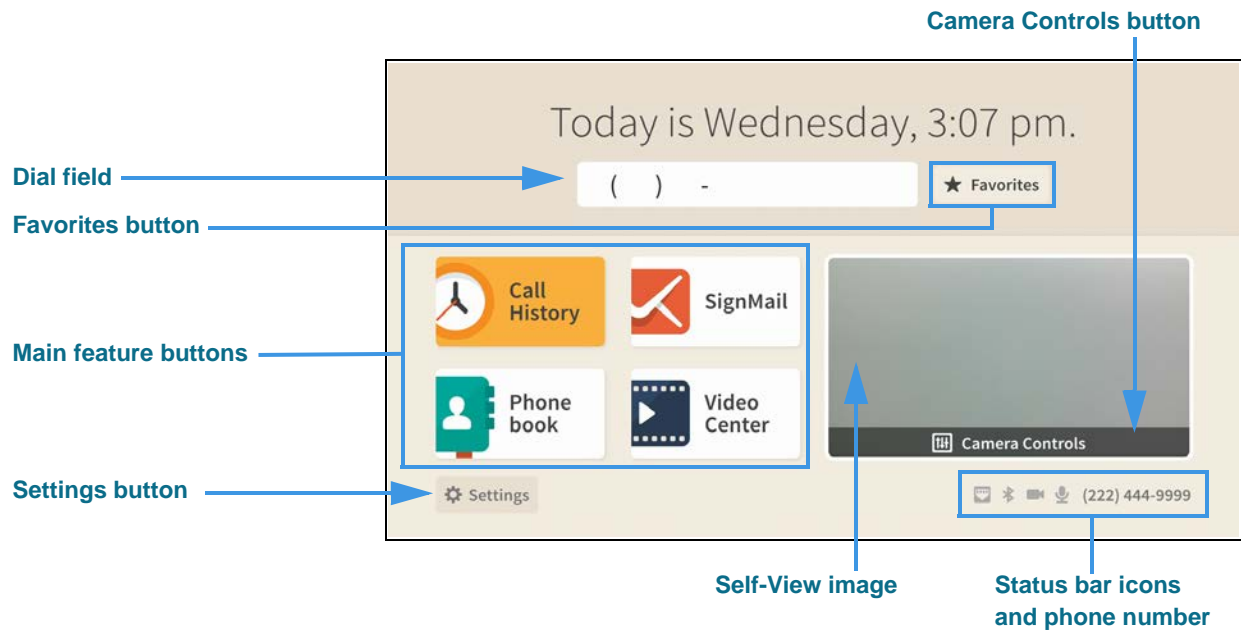 Camera Controls button
Today is Wednesday, 3:07 pm.
Dial field
( ) -
★ Favorites
Favorites button
Call
History
SignMail
Main feature buttons
Phone
book
Video
Center
Camera Controls
Settings button
Settings
(222) 444-9999
Self-View image
Status bar icons
and phone number